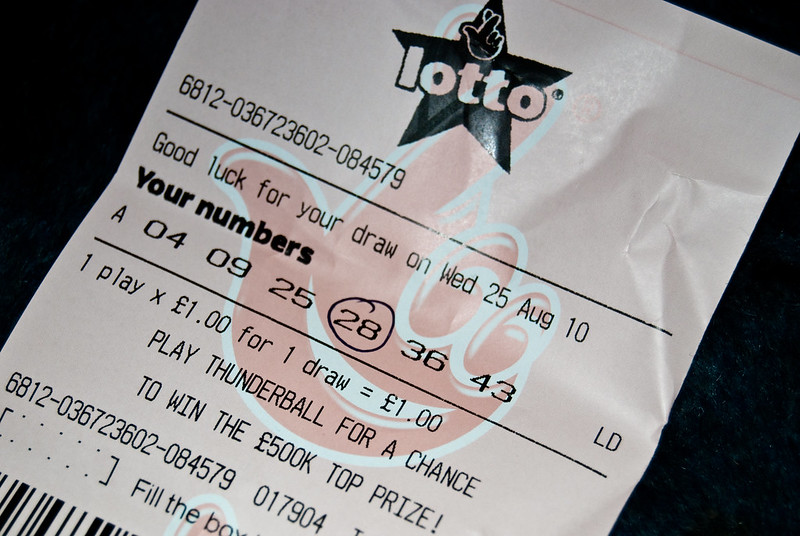 lotto
6812-036723602-084579
Good luck for your draw on Wed 25 Aug 10
Your numbers
A 04 09 25 28 36 43
LD
1 play x £1.00 for 1 draw = £1.00
PLAY THUNDERBALL FOR A CHANCE
TO WIN THE £500K TOP PRIZE!
6812-036723602-084579 017904
Fill the box